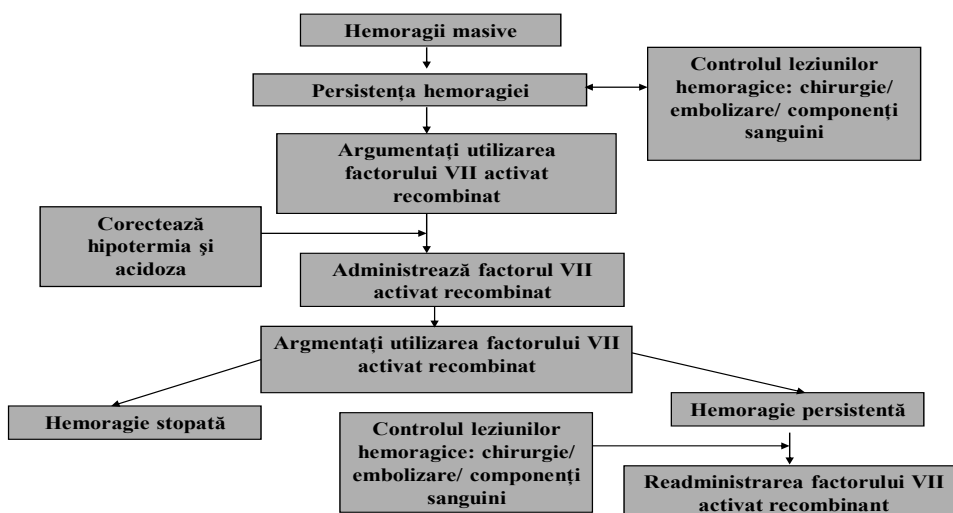 Hemoragii masive
Persistența hemoragiei
Controlul leziunilor
hemoragice: chirurgie/
embolizare/ componenți
sanguini
Argumentați utilizarea
factorului VII activat
recombinat
Corectează
hipotermia şi
acidoza
Administrează factorul VII
activat recombinat
Argmentați utilizarea factorului VII
activat recombinat
Hemoragie stopată
Hemoragie persistentă
Controlul leziunilor
hemoragice: chirurgie/
embolizare/ componenți
sanguini
Readministrarea factorului VII
activat recombinant